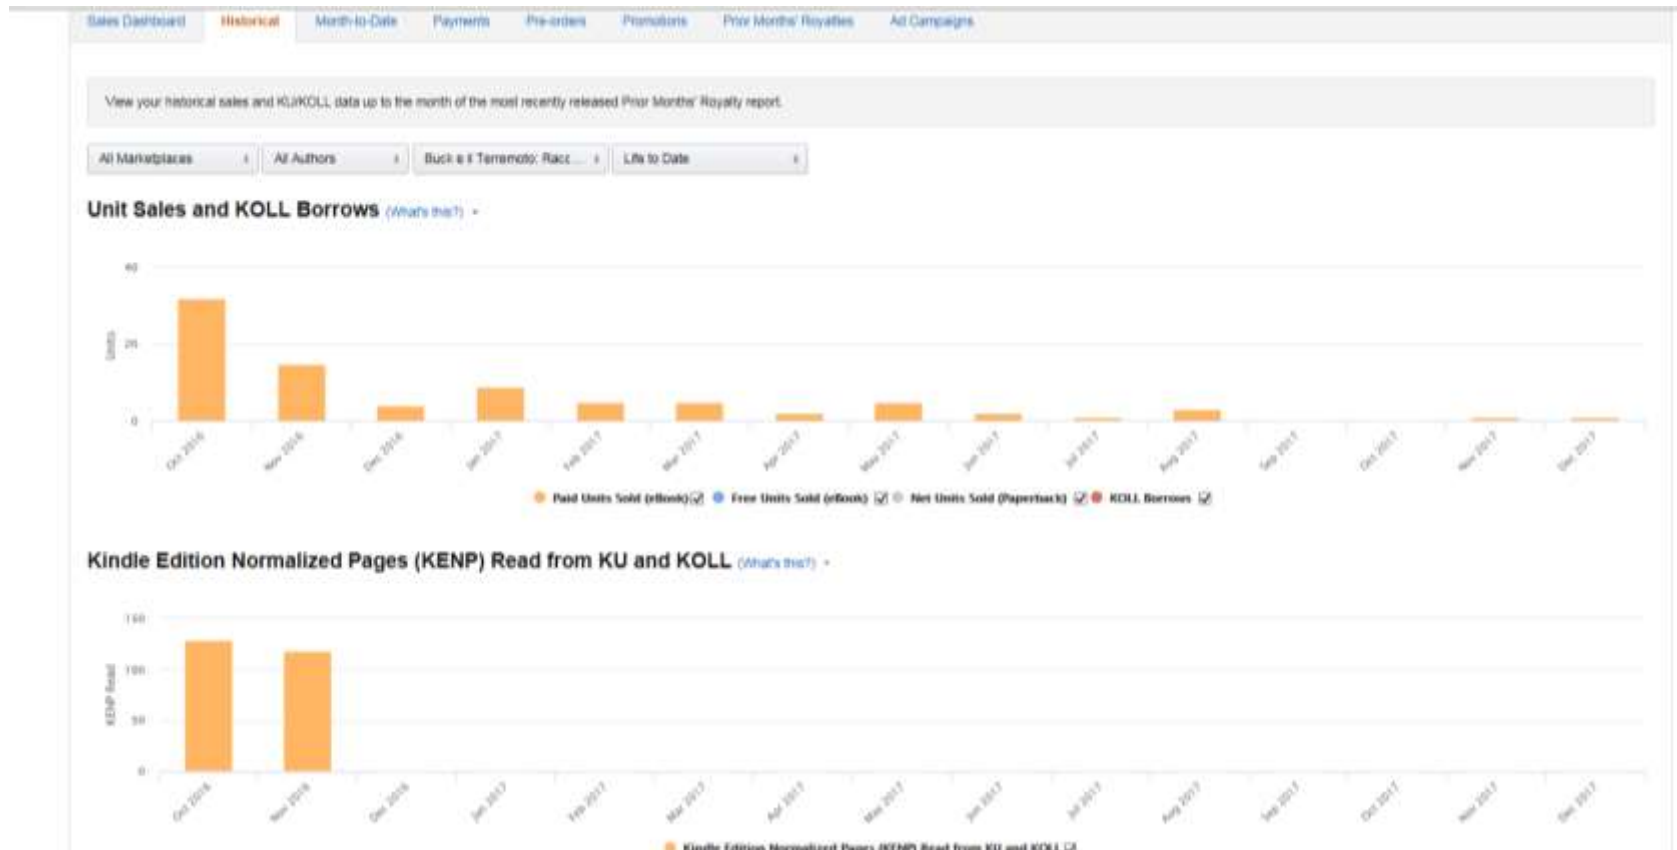 Sales Dashboard Historical Month-to-Date Payments Pre-orders Promotions Prior Months' Royalties Ad Campaigns
View your historical sales and KU/KOLL data up to the month of the most recently released Prior Months' Royalty report.
All Marketplaces All Authors Buck e il Terremoto: Racc... Life to Date
Unit Sales and KOLL Borrows (What's this?)
40
Units
20
0
Oct 2016 Nov 2016 Dec 2016 Jan 2017 Feb 2017 Mar 2017 Apr 2017 May 2017 Jun 2017 Jul 2017 Aug 2017 Sep 2017 Oct 2017 Nov 2017 Dec 2017
Paid Units Sold (eBook) Free Units Sold (eBook) Net Units Sold (Paperback) KOLL Borrows
Kindle Edition Normalized Pages (KENP) Read from KU and KOLL (What's this?)
150
100
KENP Read
50
0
Oct 2016 Nov 2016 Dec 2016 Jan 2017 Feb 2017 Mar 2017 Apr 2017 May 2017 Jun 2017 Jul 2017 Aug 2017 Sep 2017 Oct 2017 Nov 2017 Dec 2017
Kindle Edition Normalized Pages (KENP) Read from KU and KOLL